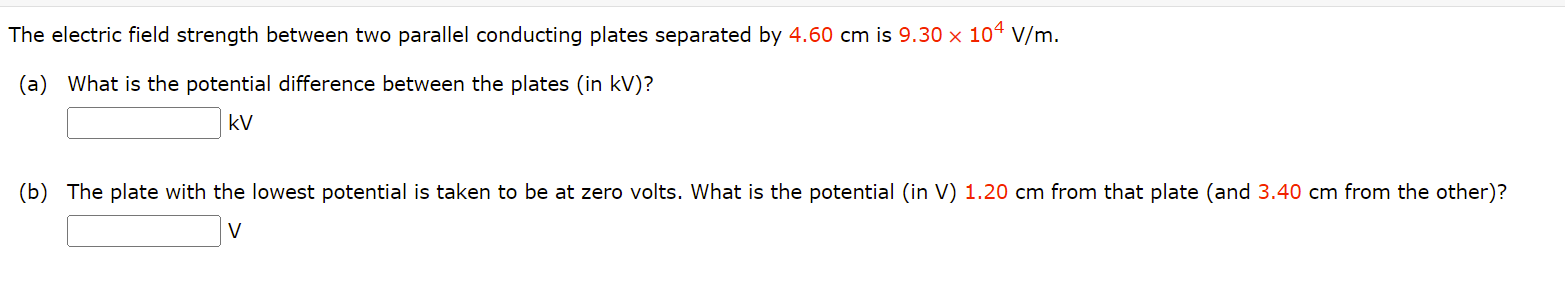 The electric field strength between two parallel conducting plates separated by 4.60 cm is 9.30 × 10⁴ V/m.
(a) What is the potential difference between the plates (in kV)?
kV
(b) The plate with the lowest potential is taken to be at zero volts. What is the potential (in V) 1.20 cm from that plate (and 3.40 cm from the other)?
V